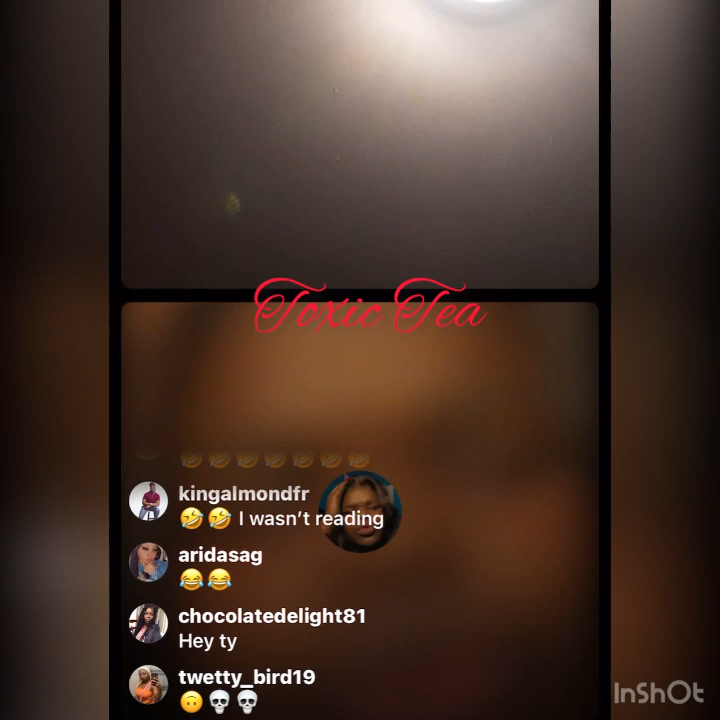 Toxic Tea
🤣🤣🤣🤣🤣🤣🤣
kingalmondfr
🤣🤣 I wasn’t reading
aridasag
😂😂
chocolatedelight81
Hey ty
twetty_bird19
🙃💀💀
InShOt